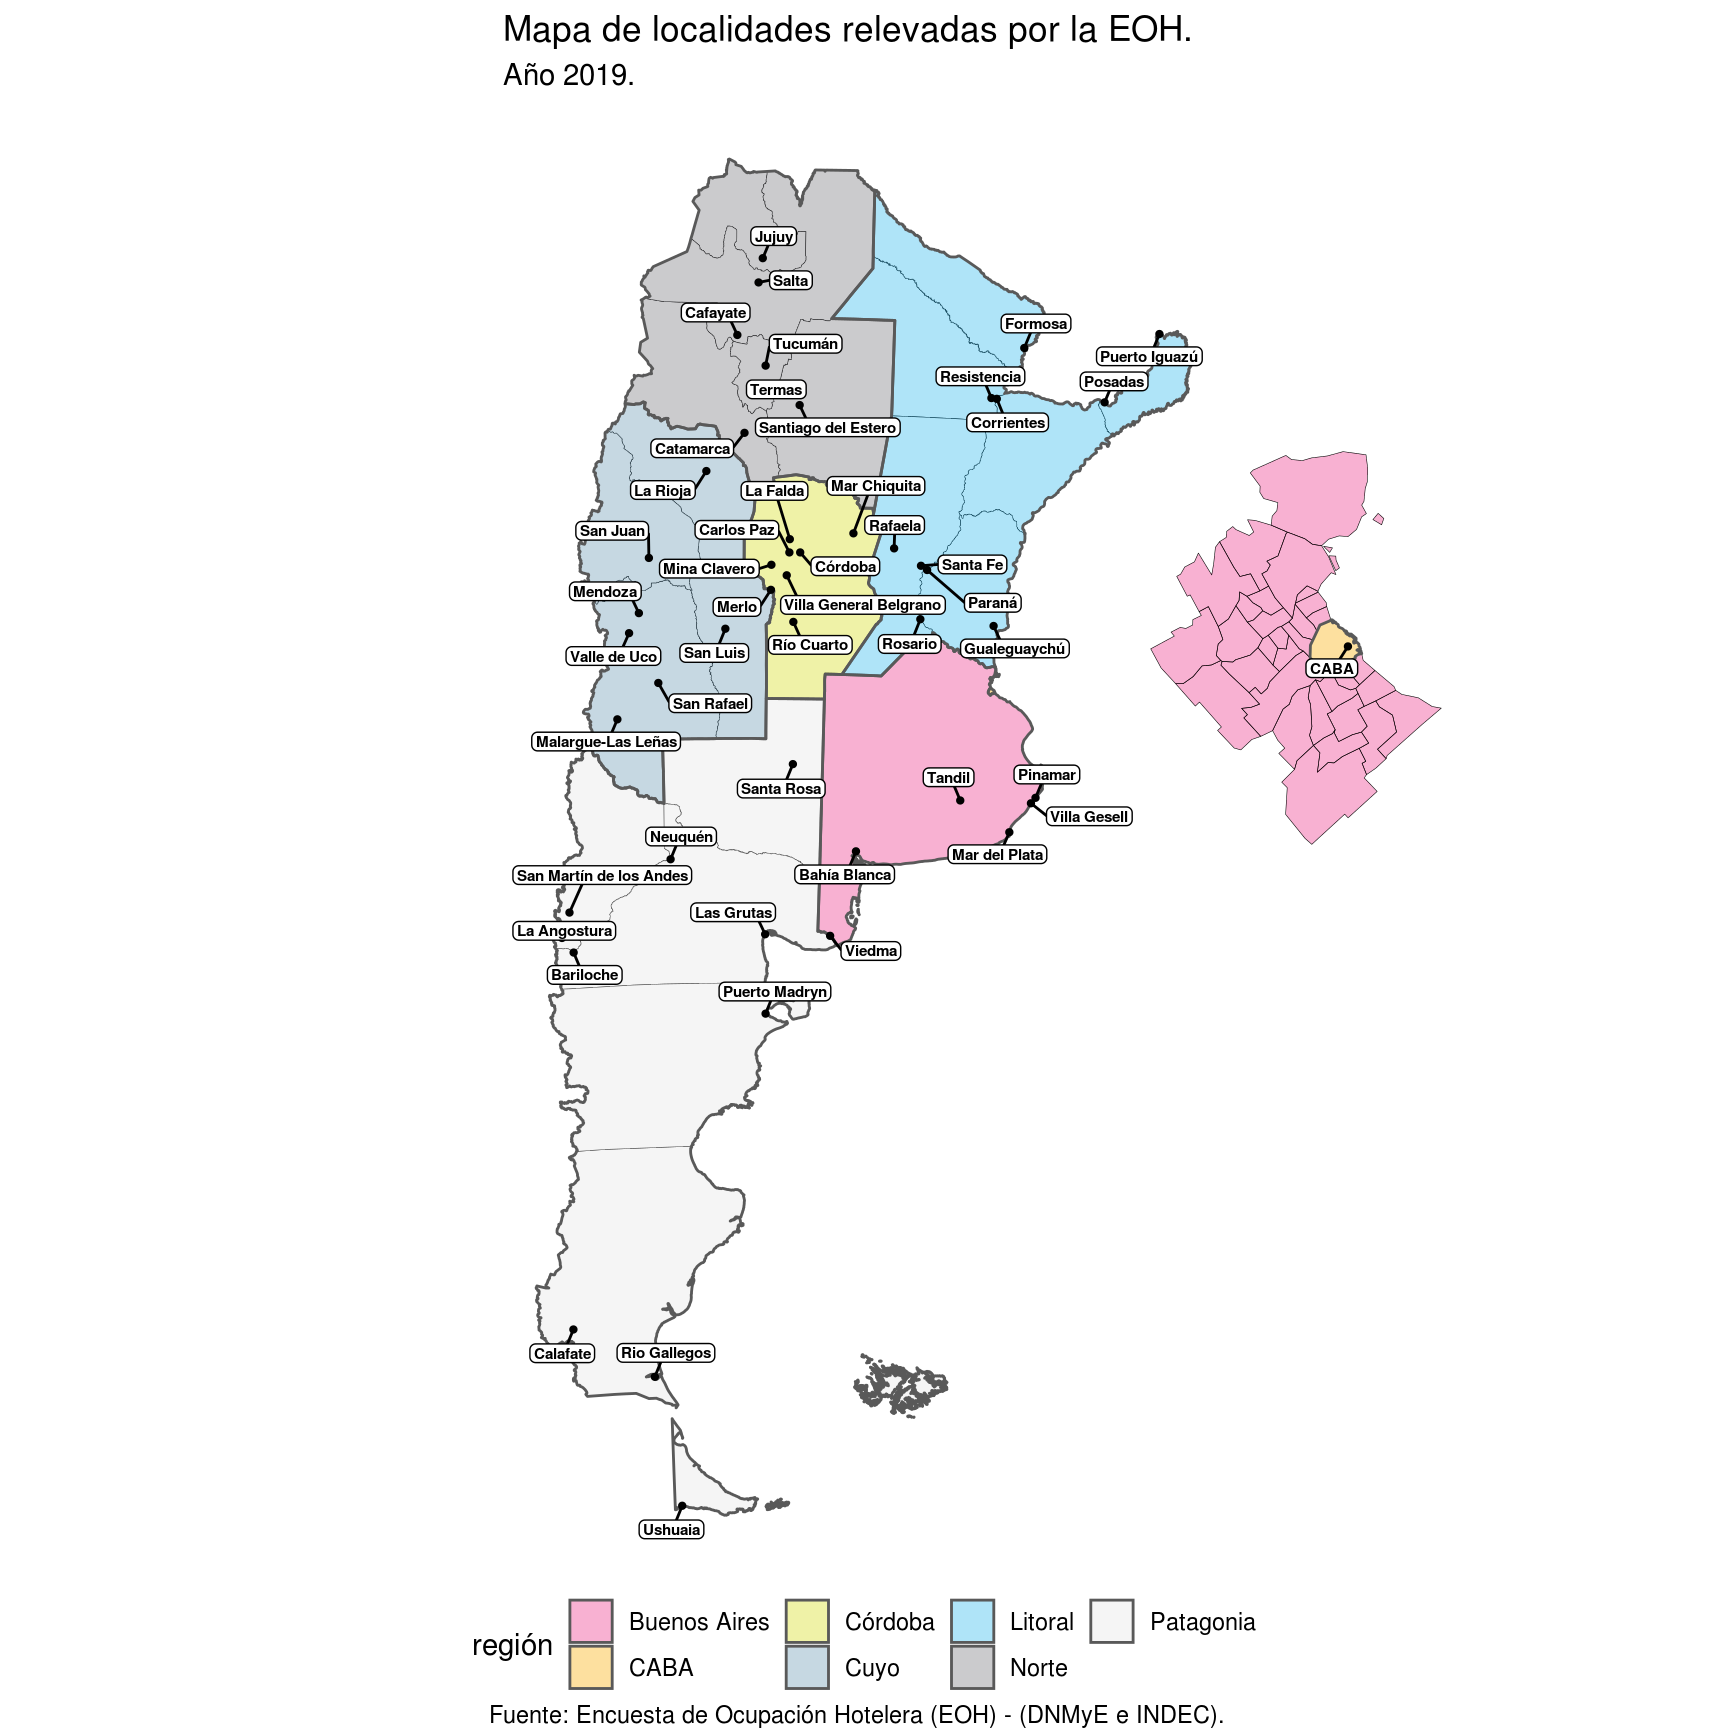 Mapa de localidades relevadas por la EOH.
Año 2019.
Jujuy
Salta
Cafayate
Formosa
Tucumán
Puerto Iguazú
Resistencia
Posadas
Termas
Corrientes
Santiago del Estero
Catamarca
La Rioja
La Falda
Mar Chiquita
San Juan
Carlos Paz
Rafaela
Mina Clavero
Córdoba
Santa Fe
Mendoza
Merlo
Villa General Belgrano
Paraná
Valle de Uco
San Luis
Río Cuarto
Rosario
Gualeguaychú
CABA
San Rafael
Malargue-Las Leñas
Santa Rosa
Tandil
Pinamar
Villa Gesell
Neuquén
Mar del Plata
San Martín de los Andes
Bahía Blanca
Las Grutas
La Angostura
Viedma
Bariloche
Puerto Madryn
Calafate
Rio Gallegos
Ushuaia
región
Buenos Aires
Córdoba
Litoral
Patagonia
CABA
Cuyo
Norte
Fuente: Encuesta de Ocupación Hotelera (EOH) - (DNMyE e INDEC).